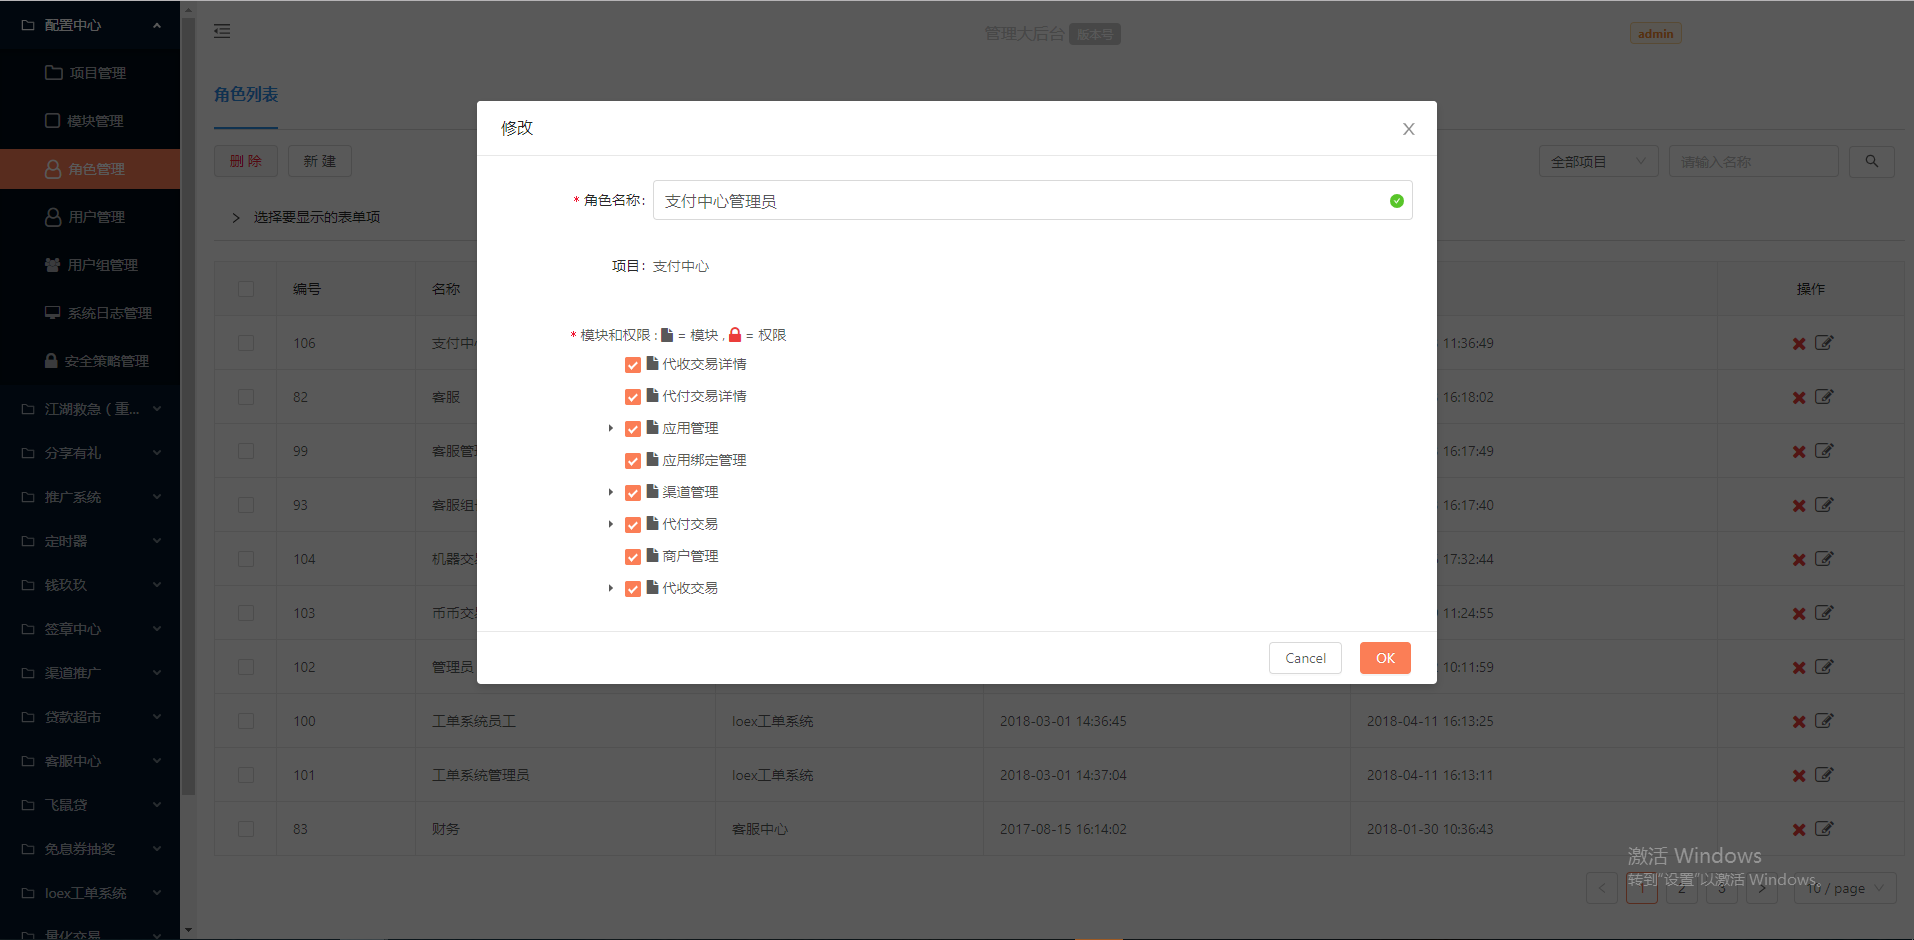 配置中心
项目管理
模块管理
角色管理
用户管理
用户组管理
系统日志管理
安全策略管理
江湖救急（重...
分享有礼
推广系统
定时器
钱玖玖
签章中心
渠道推广
贷款超市
客服中心
飞鼠贷
免息券抽奖
loex工单系统
量化交易
管理大后台 版本号
admin
角色列表
删 除 新 建
全部项目 请输入名称
选择要显示的表单项
编号 名称 操作
106 支付中 11:36:49
82 客服 16:18:02
99 客服管 16:17:49
93 客服组 16:17:40
104 机器交 17:32:44
103 币币交 11:24:55
102 管理员 10:11:59
100 工单系统员工 loex工单系统 2018-03-01 14:36:45 2018-04-11 16:13:25
101 工单系统管理员 loex工单系统 2018-03-01 14:37:04 2018-04-11 16:13:11
83 财务 客服中心 2017-08-15 16:14:02 2018-01-30 10:36:43
< 1 2 3 > 10 / page
修改 X
* 角色名称: 支付中心管理员
项目: 支付中心
* 模块和权限 : = 模块 , = 权限
代收交易详情
代付交易详情
应用管理
应用绑定管理
渠道管理
代付交易
商户管理
代收交易
Cancel OK
激活 Windows
转到“设置”以激活 Windows。